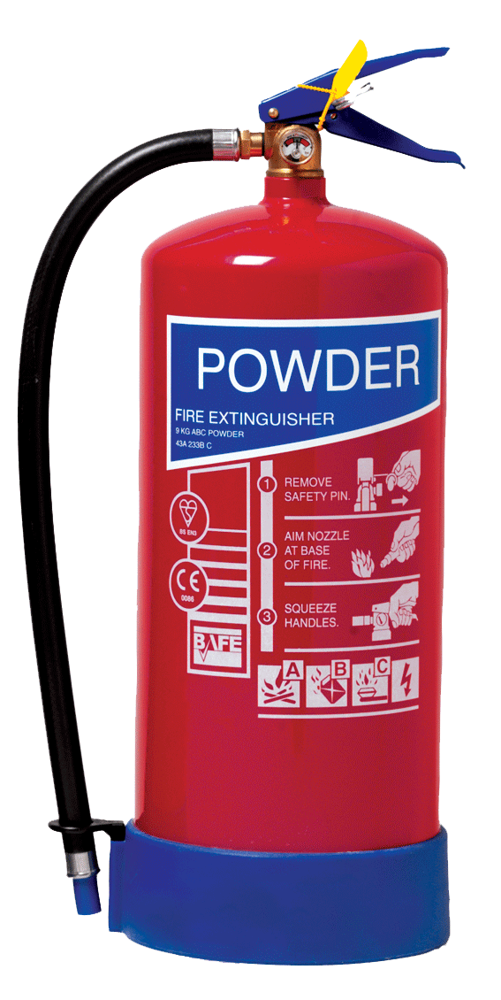 POWDER
FIRE EXTINGUISHER
9 KG ABC POWDER
43A 233B C
1 REMOVE
SAFETY PIN.
2 AIM NOZZLE
AT BASE
OF FIRE.
3 SQUEEZE
HANDLES.
BS EN3
CE
0086
BAFE
A B C